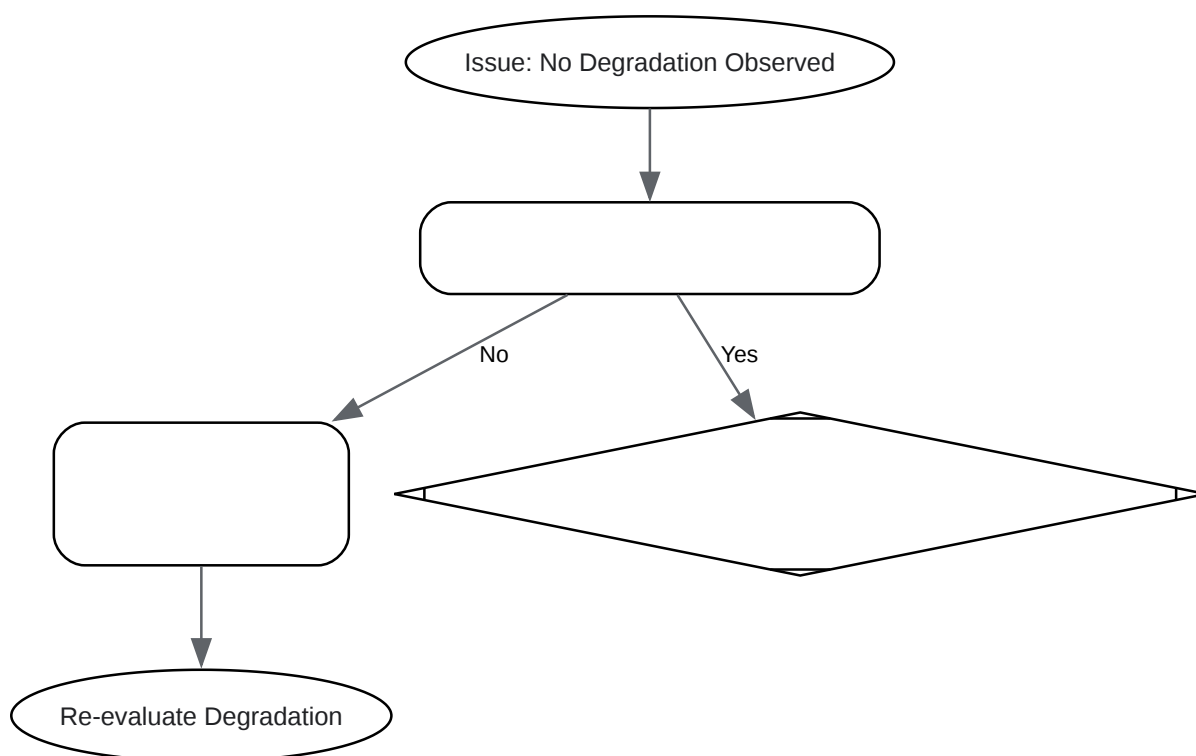 Issue: No Degradation Observed
No
Yes
Re-evaluate Degradation